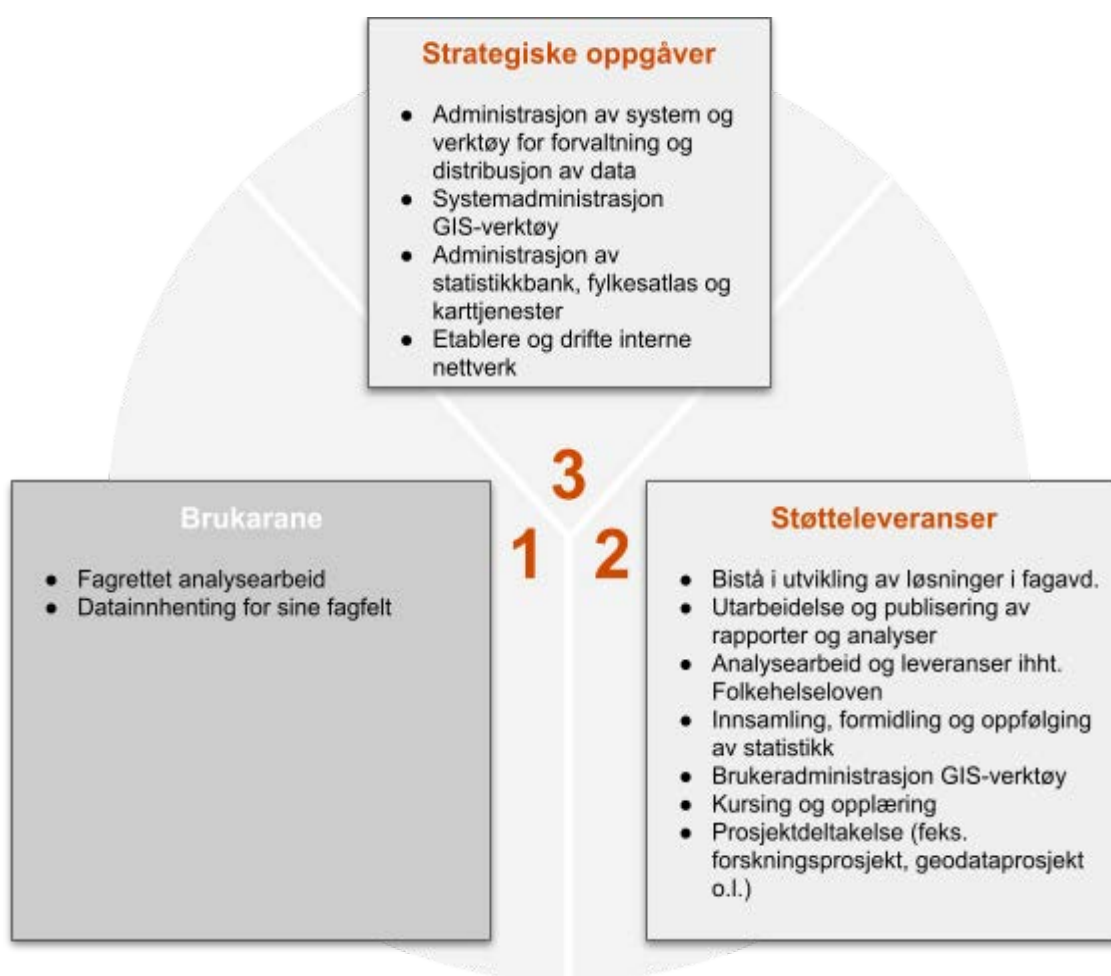 Strategiske oppgåver
● Administrasjon av system og
verktøy for forvaltning og
distribusjon av data
● Systemadministrasjon
GIS-verktøy
● Administrasjon av
statistikkbank, fylkesatlas og
karttjenester
● Etablere og drifte interne
nettverk
3
1
2
Brukarane
● Fagrettet analysearbeid
● Datainnhenting for sine fagfelt
Støtteleveranser
● Bistå i utvikling av løsninger i fagavd.
● Utarbeidelse og publisering av
rapporter og analyser
● Analysearbeid og leveranser ihht.
Folkehelseloven
● Innsamling, formidling og oppfølging
av statistikk
● Brukeradministrasjon GIS-verktøy
● Kursing og opplæring
● Prosjektdeltakelse (feks.
forskningsprosjekt, geodataprosjekt
o.l.)